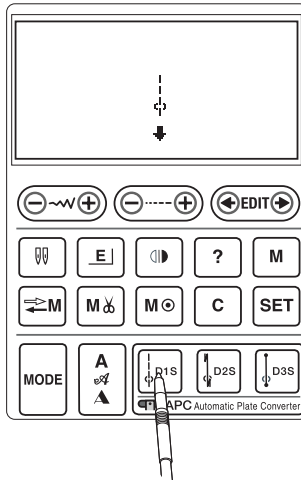 EDIT
E
?
M
M
M
M
C
SET
MODE
A
A
A
D1S
D2S
D3S
APC Automatic Plate Converter